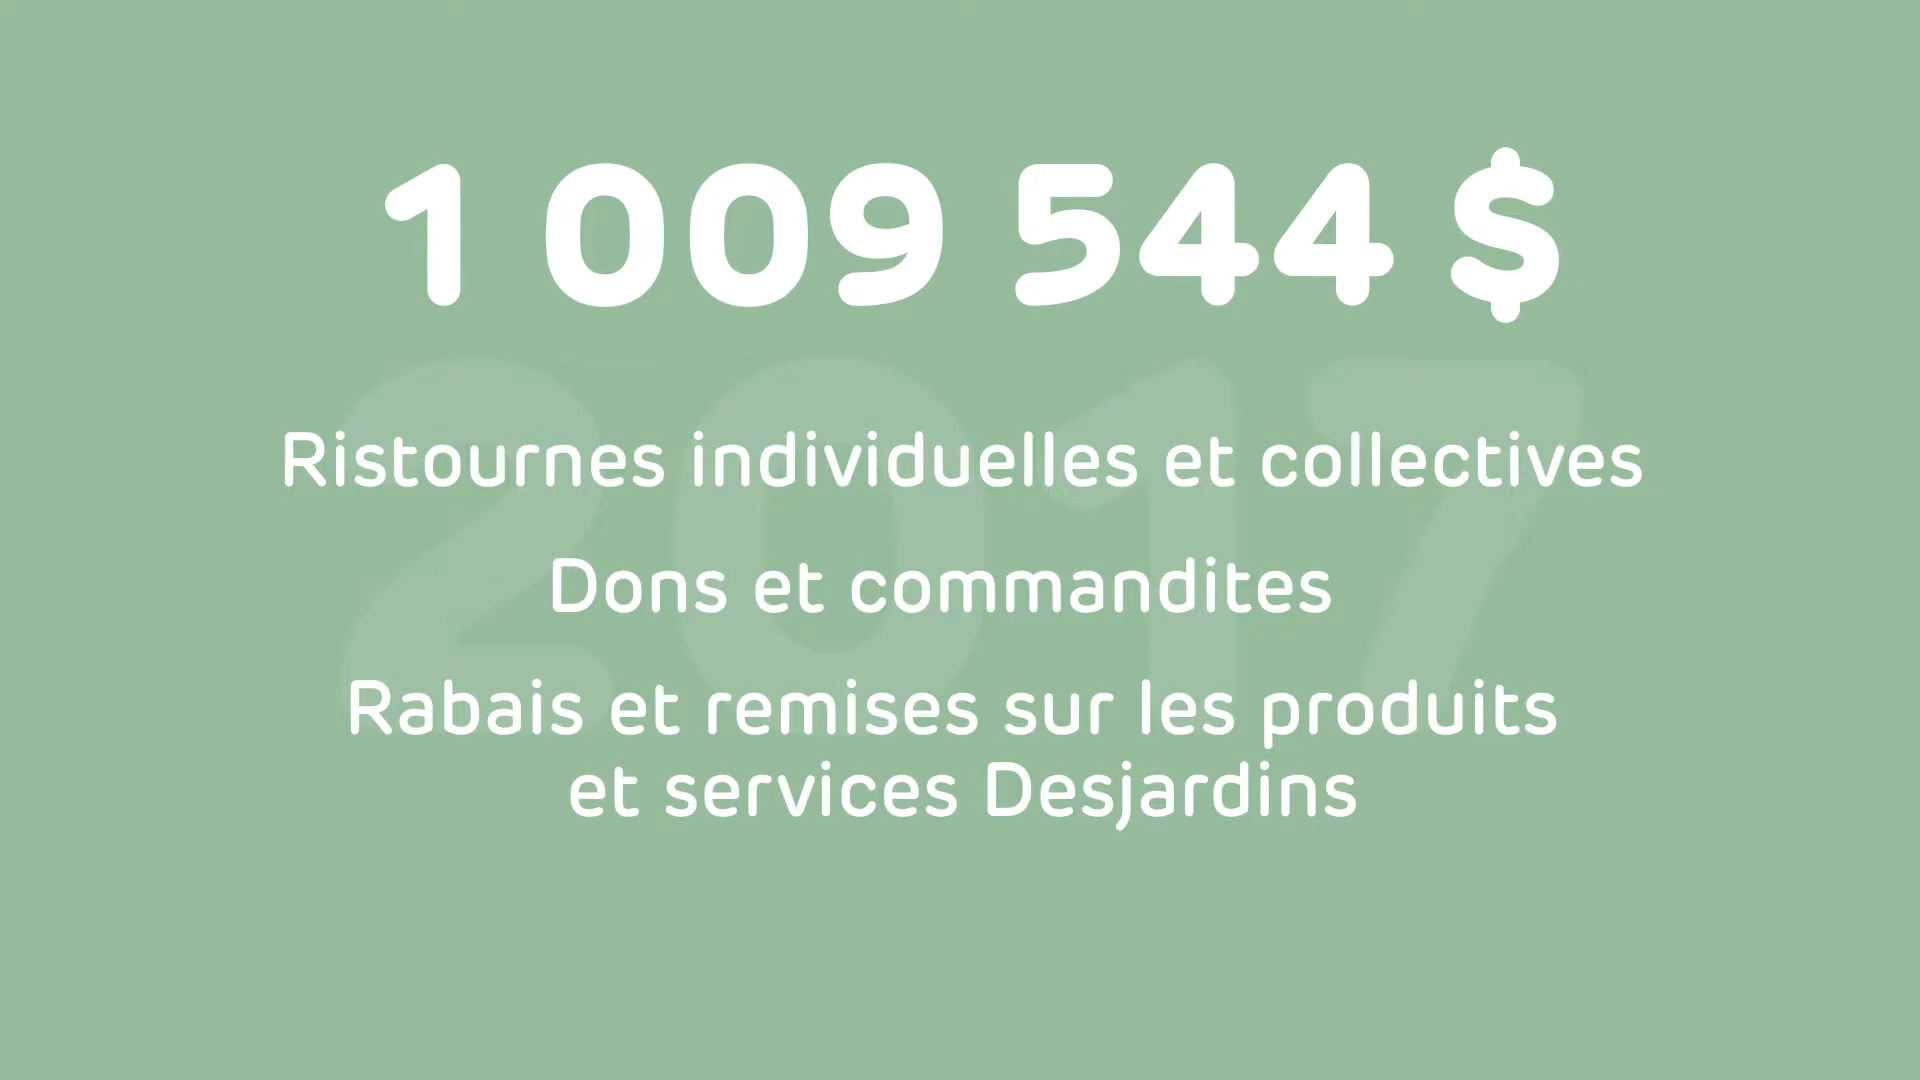 1 009 544 $
2017
Ristournes individuelles et collectives
Dons et commandites
Rabais et remises sur les produits
et services Desjardins